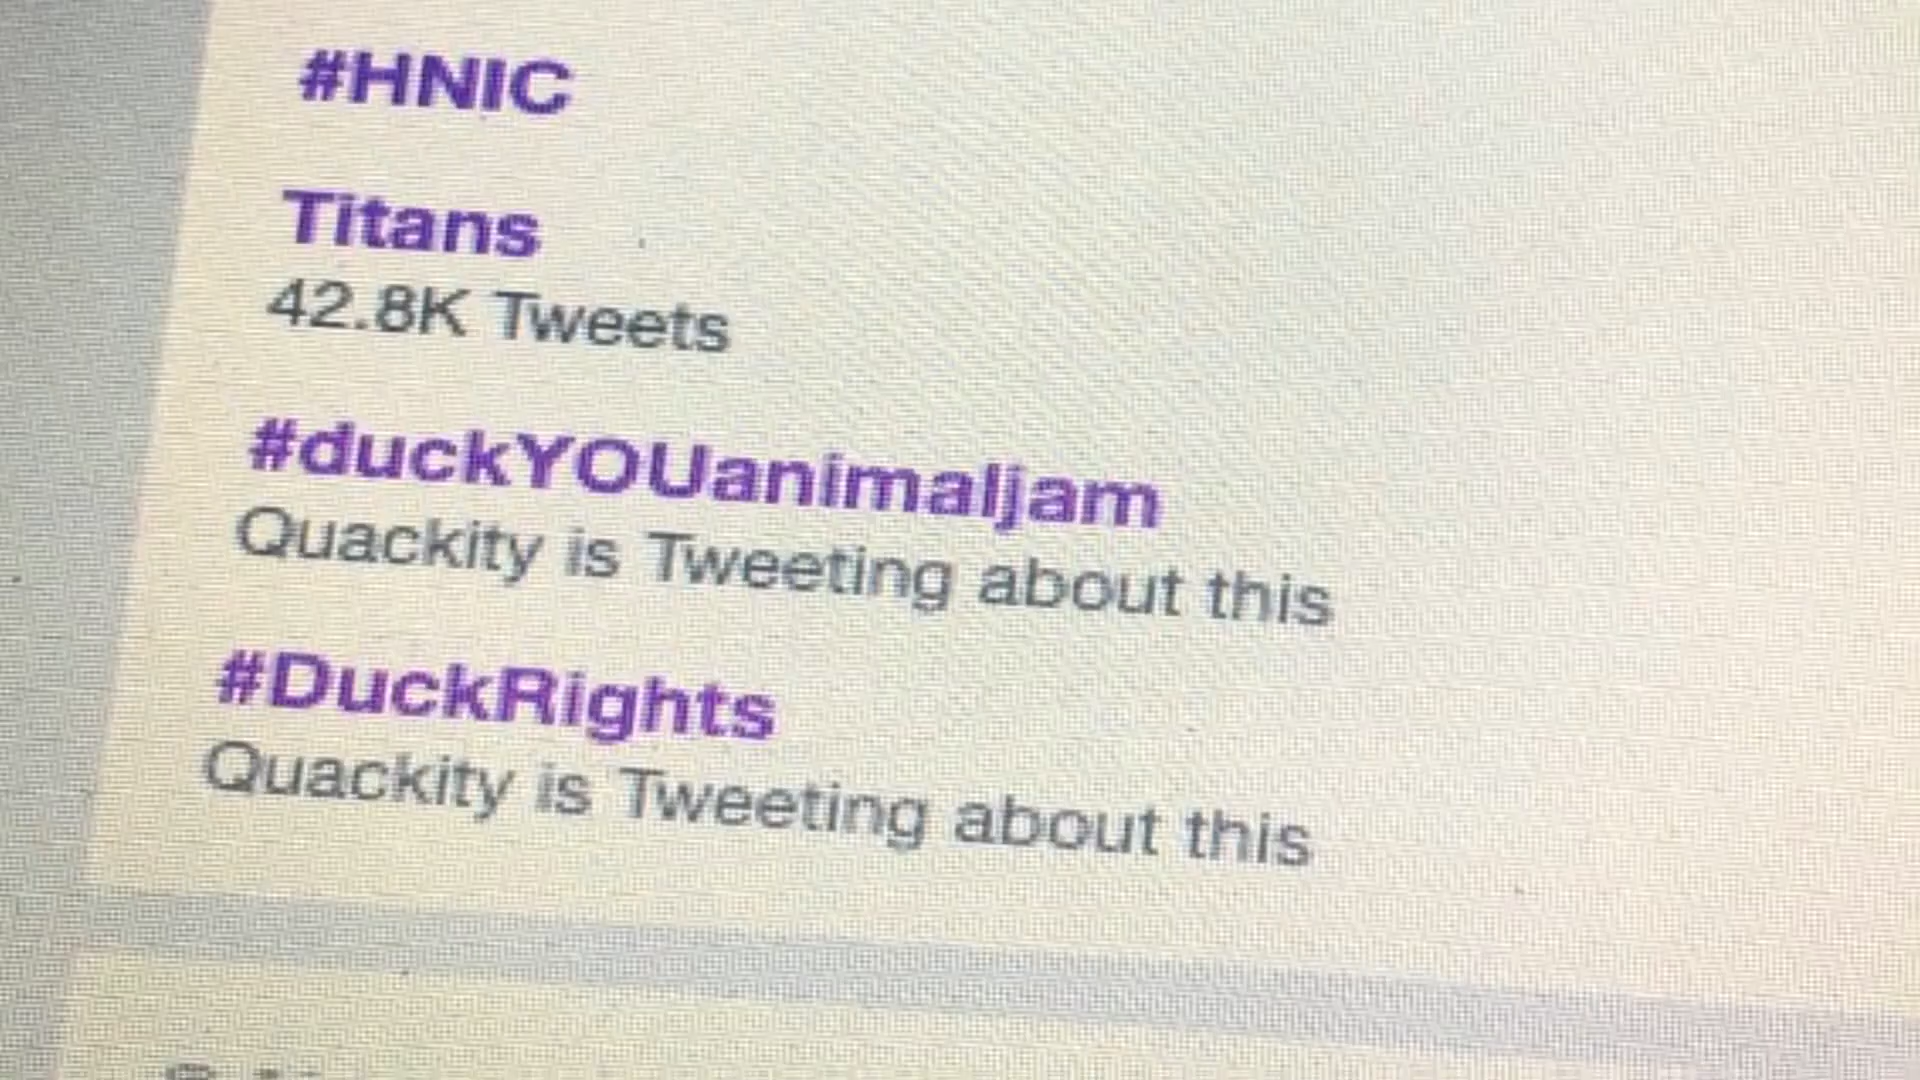 #HNIC
Titans
42.8K Tweets
#duckYOUanimaljam
Quackity is Tweeting about this
#DuckRights
Quackity is Tweeting about this